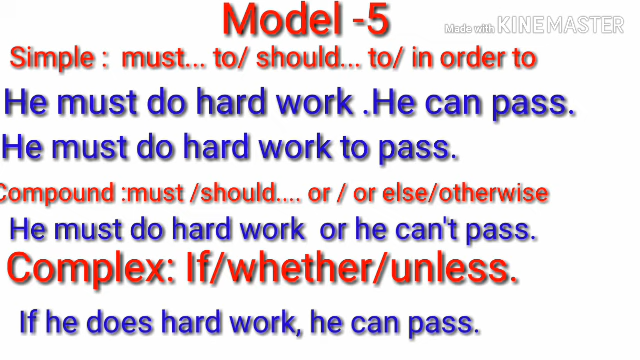 Model -5
Made with KINEMASTER
Simple : must... to/ should... to/ in order to
He must do hard work .He can pass.
He must do hard work to pass.
Compound :must /should.... or / or else/otherwise
He must do hard work or he can't pass.
Complex: If/whether/unless.
If he does hard work, he can pass.